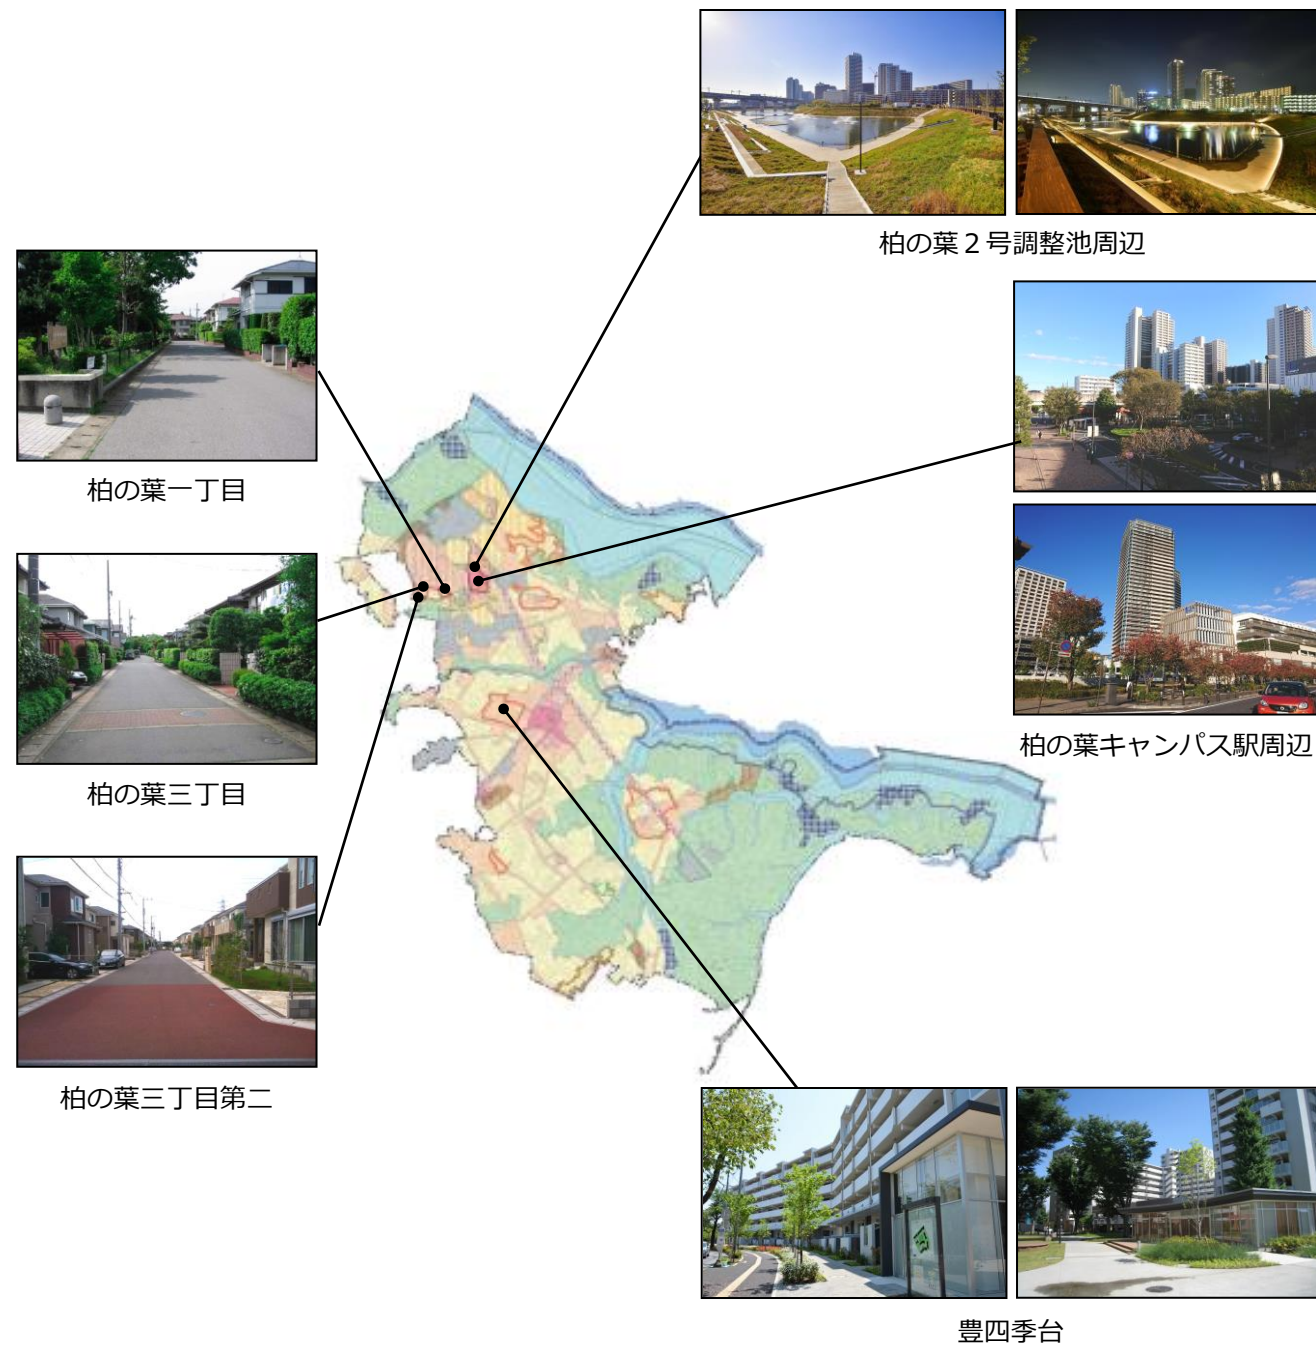 柏の葉２号調整池周辺
柏の葉一丁目
柏の葉三丁目
柏の葉キャンパス駅周辺
柏の葉三丁目第二
豊四季台